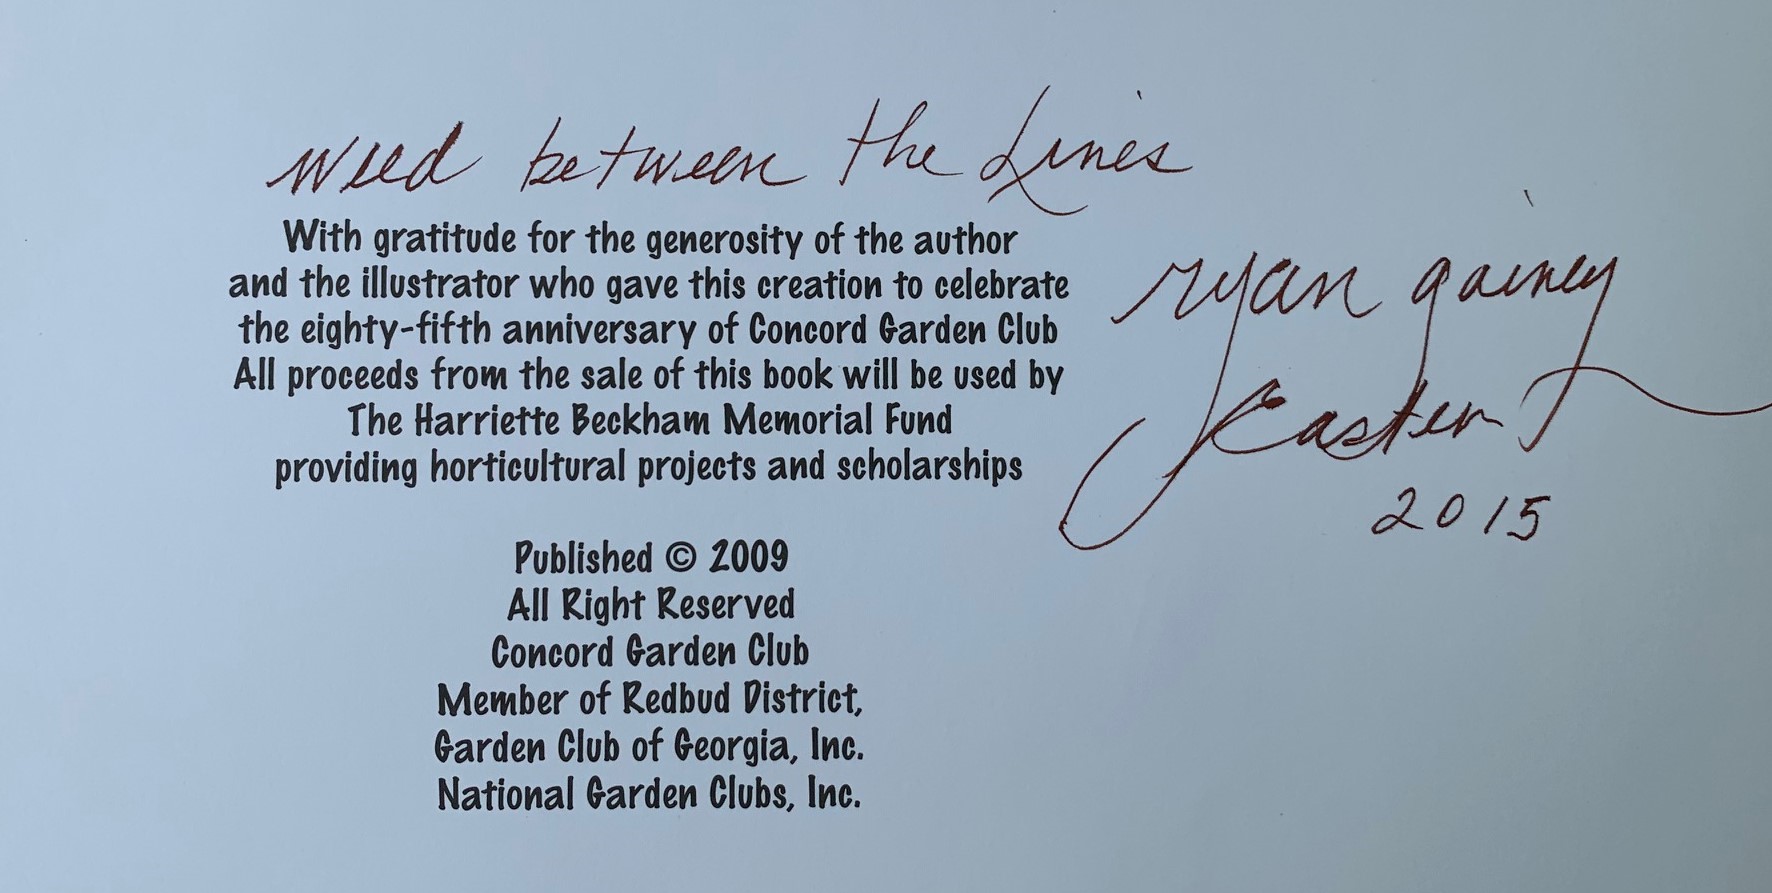 weed between the Lines
With gratitude for the generosity of the author
and the illustrator who gave this creation to celebrate
the eighty-fifth anniversary of Concord Garden Club
All proceeds from the sale of this book will be used by
The Harriette Beckham Memorial Fund
providing horticultural projects and scholarships
ryan gainey
Easter
2015
Published © 2009
All Right Reserved
Concord Garden Club
Member of Redbud District,
Garden Club of Georgia, Inc.
National Garden Clubs, Inc.